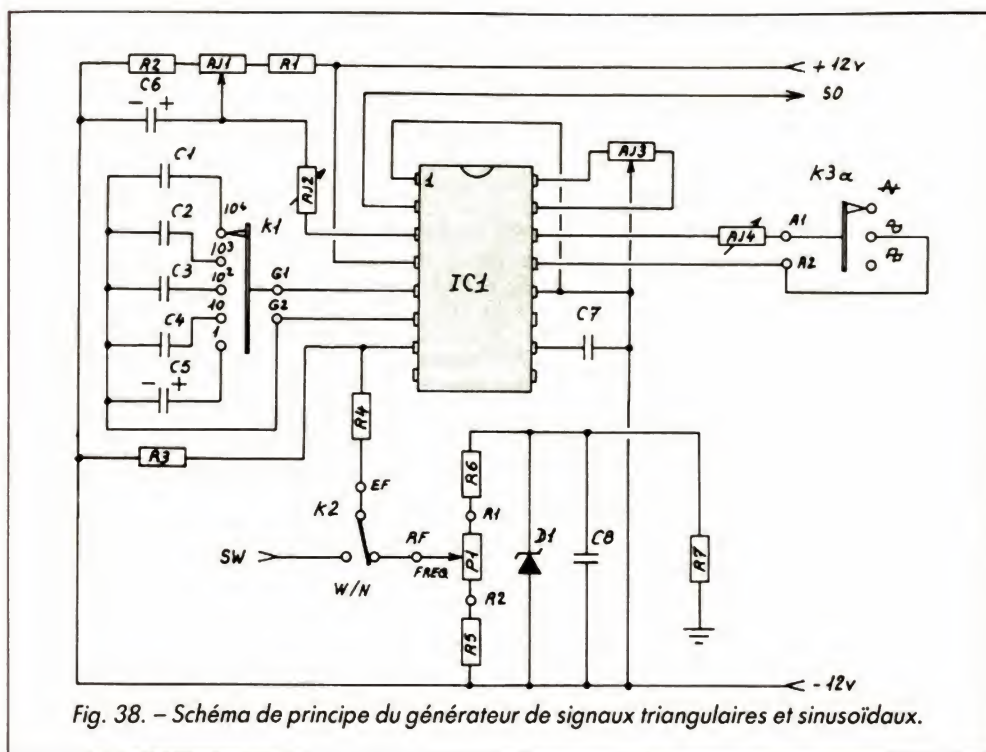 R2 AJ1 R1
C6
- +
+12V
SO
AJ2
1
AJ3
K3a
C1
C2
C3
C4
C5
- +
10⁴
10³
10²
10
1
K1
G1
G2
IC1
AJ4
A1
A2
C7
R3
R4
EF
K2
SW
W/N
RF
FREQ
R6
R1
P1
R2
R5
D1
C8
R7
-12V
Fig. 38. – Schéma de principe du générateur de signaux triangulaires et sinusoïdaux.